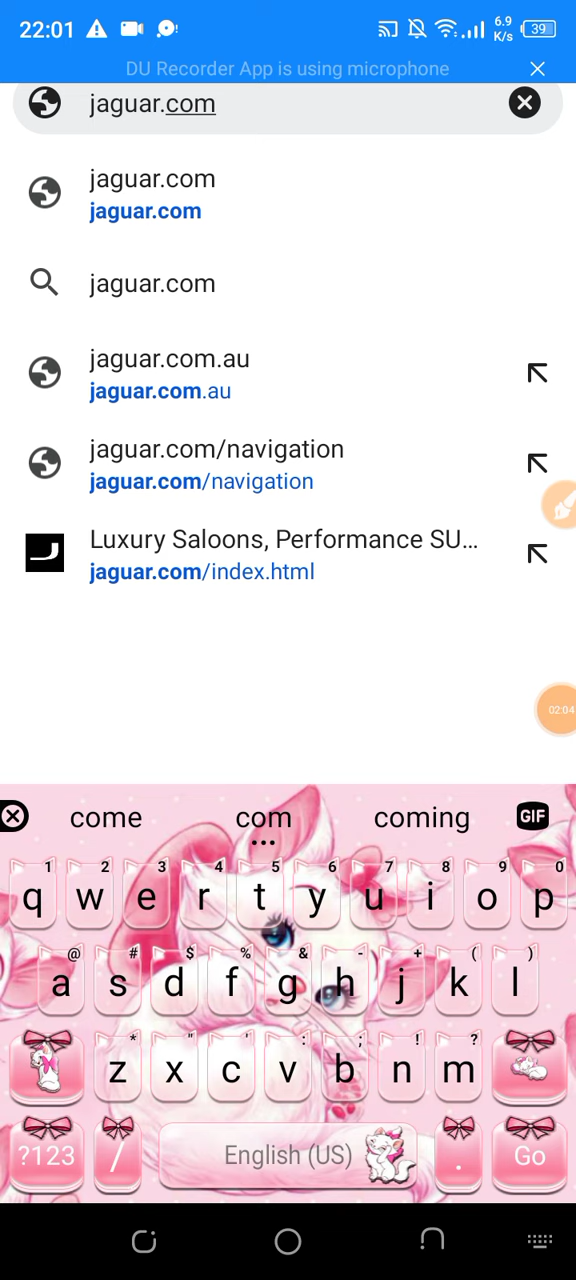 22:01 6.9 K/s 39
DU Recorder App is using microphone
jaguar.com
jaguar.com
jaguar.com
jaguar.com
jaguar.com.au
jaguar.com.au
jaguar.com/navigation
jaguar.com/navigation
Luxury Saloons, Performance SU...
jaguar.com/index.html
02:04
come com coming GIF
1 2 3 4 5 6 7 8 9 0
q w e r t y u i o p
@ # $ % & - + ( )
a s d f g h j k l
* " ' : ; ! ?
z x c v b n m
?123 / English (US) . Go